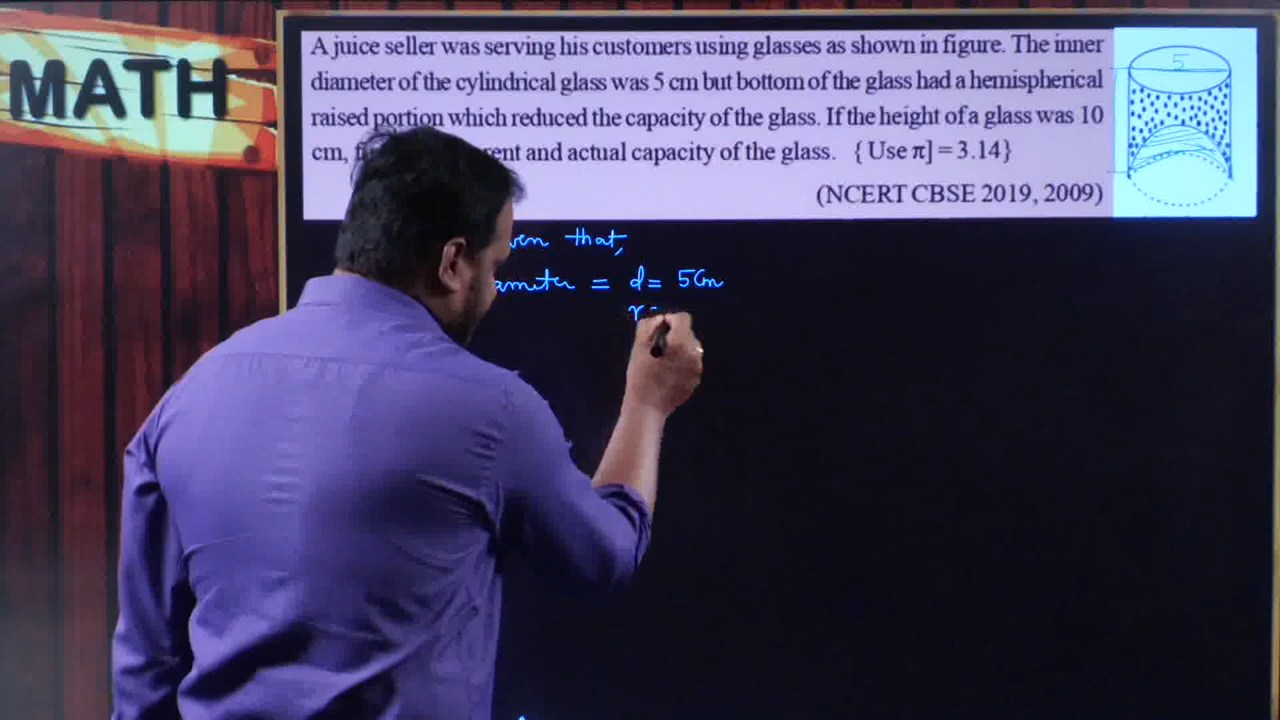 MATH
A juice seller was serving his customers using glasses as shown in figure. The inner
diameter of the cylindrical glass was 5 cm but bottom of the glass had a hemispherical
raised portion which reduced the capacity of the glass. If the height of a glass was 10
cm, and actual capacity of the glass. { Use π] = 3.14}
(NCERT CBSE 2019, 2009)
5
that,
= d = 5cm
r =